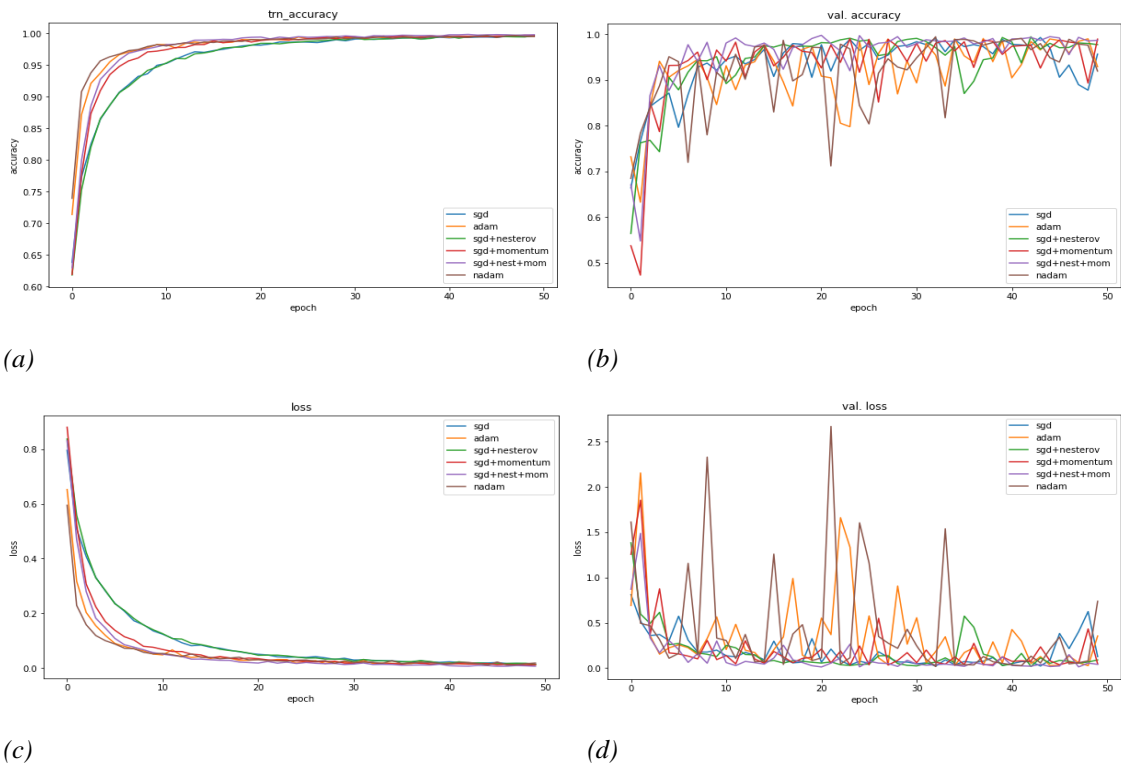 trn_accuracy
accuracy
1.00
0.95
0.90
0.85
0.80
0.75
0.70
0.65
0.60
sgd
adam
sgd+nesterov
sgd+momentum
sgd+nest+mom
nadam
0 10 20 30 40 50
epoch
(a)
val. accuracy
accuracy
1.0
0.9
0.8
0.7
0.6
0.5
sgd
adam
sgd+nesterov
sgd+momentum
sgd+nest+mom
nadam
0 10 20 30 40 50
epoch
(b)
loss
loss
0.8
0.6
0.4
0.2
0.0
sgd
adam
sgd+nesterov
sgd+momentum
sgd+nest+mom
nadam
0 10 20 30 40 50
epoch
(c)
val. loss
loss
2.5
2.0
1.5
1.0
0.5
0.0
sgd
adam
sgd+nesterov
sgd+momentum
sgd+nest+mom
nadam
0 10 20 30 40 50
epoch
(d)